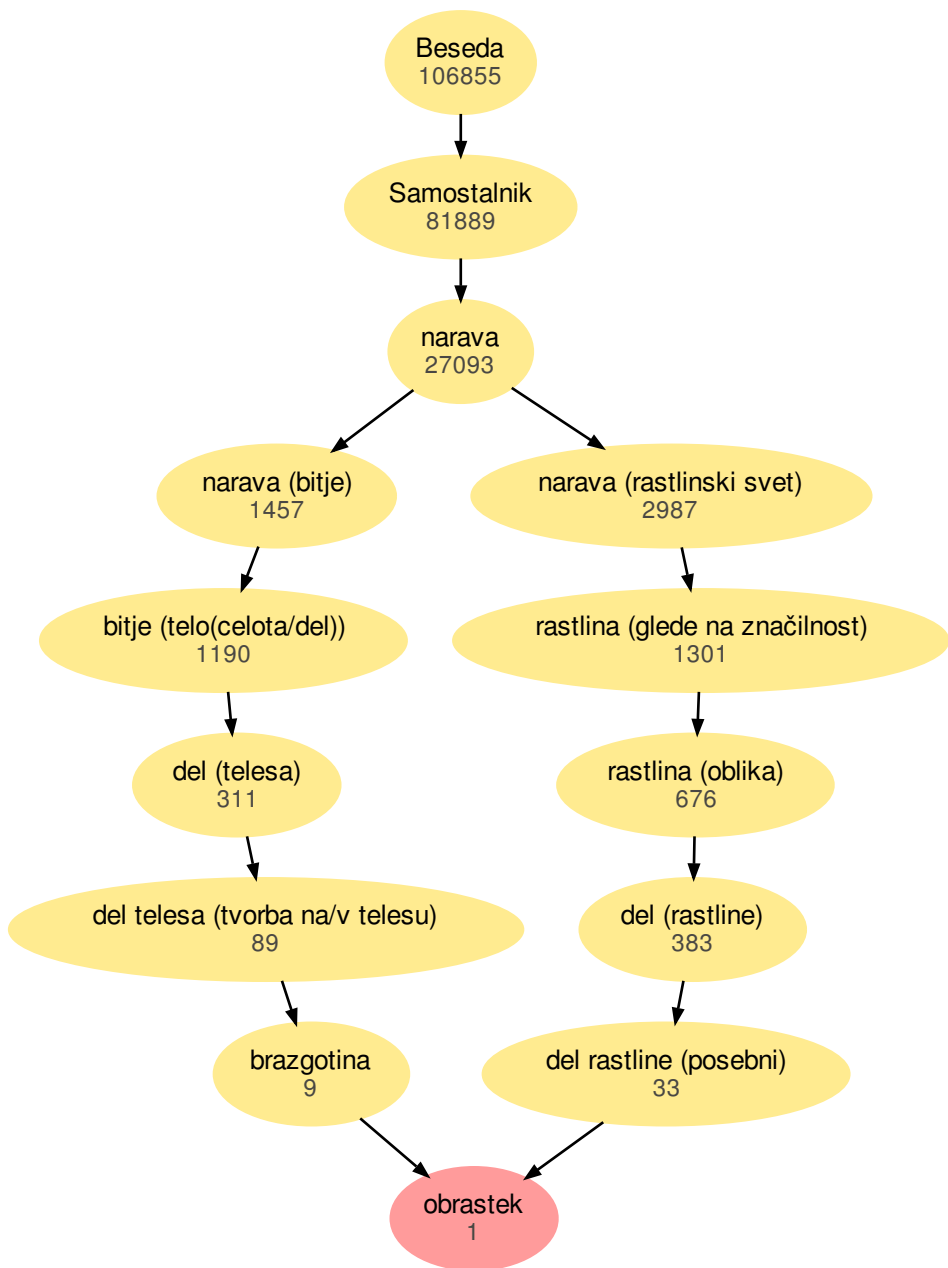 Beseda
106855
Samostalnik
81889
narava
27093
narava (bitje)
1457
narava (rastlinski svet)
2987
bitje (telo(celota/del))
1190
rastlina (glede na značilnost)
1301
del (telesa)
311
rastlina (oblika)
676
del telesa (tvorba na/v telesu)
89
del (rastline)
383
brazgotina
9
del rastline (posebni)
33
obrastek
1